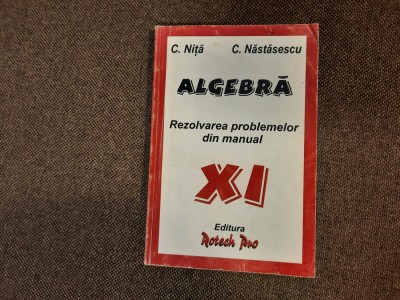 C. Niță C. Năstăsescu
ALGEBRĂ
Rezolvarea problemelor
din manual
XI
Editura
Rotech Pro